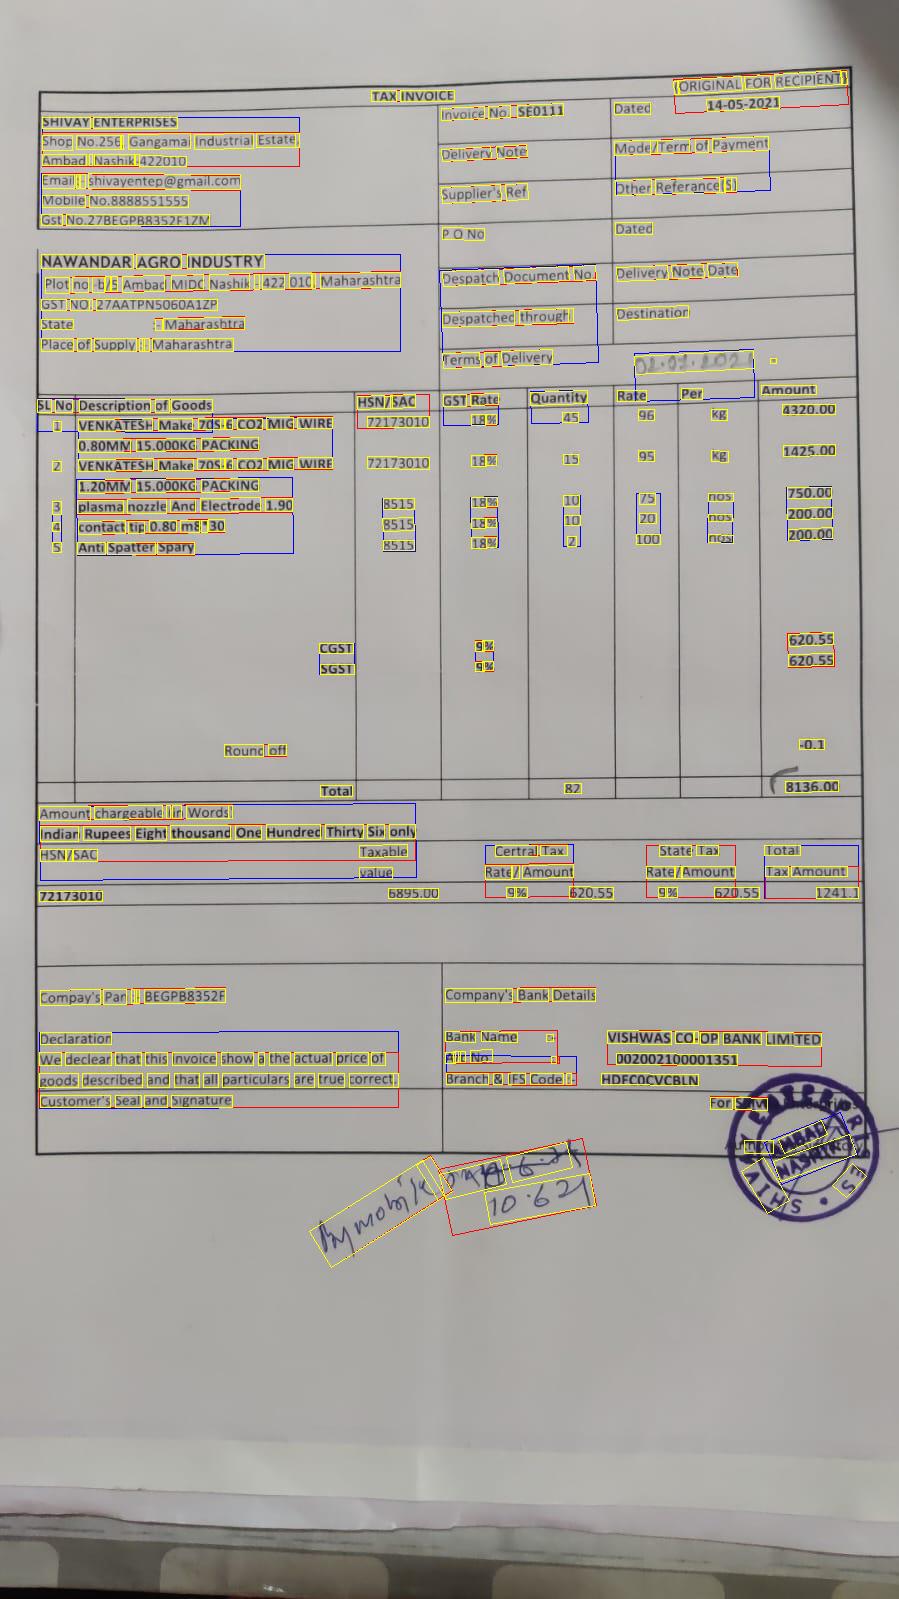 (ORIGINAL FOR RECIPIENT)
TAX INVOICE
SHIVAY ENTERPRISES
Shop No.256, Gangamai Industrial Estate,
Ambad ,Nashik-422010
Email :- shivayentep@gmail.com
Mobile No.8888551555
Gst No.27BEGPB8352F1ZM
Invoice No. SE0111
Dated 14-05-2021
Delivery Note
Mode/Term of Payment
Supplier's Ref
Other Referance(S)
P O No
Dated
NAWANDAR AGRO INDUSTRY
Plot no -b/5 Ambad MIDC Nashik - 422 010, Maharashtra
GST NO. 27AATPN5060A1ZP
State :- Maharashtra
Place of Supply :- Maharashtra
Despatch Document No.
Delivery Note Date
Despatched through
Destination
Terms of Delivery
SL No Description of Goods HSN/SAC GST Rate Quantity Rate Per Amount
1 VENKATESH Make 70S-6 CO2 MIG WIRE 72173010 18% 45 96 kg 4320.00
0.80MM 15.000KG PACKING
2 VENKATESH Make 70S-6 CO2 MIG WIRE 72173010 18% 15 95 kg 1425.00
1.20MM 15.000KG PACKING
3 plasma nozzle And Electrode 1.90 8515 18% 10 75 nos 750.00
4 contact tip 0.80 m8*30 8515 18% 10 20 nos 200.00
5 Anti Spatter Spary 8515 18% 2 100 nos 200.00
CGST 9% 620.55
SGST 9% 620.55
Round off -0.1
Total 82 8136.00
Amount chargeable ( In Words)
Indian Rupees Eight thousand One Hundred Thirty Six only
HSN/SAC Taxable value Certral Tax Rate/ Amount State Tax Rate/Amount Total Tax Amount
72173010 6895.00 9% 620.55 9% 620.55 1241.1
Compay's Pan :- BEGPB8352F
Company's Bank Details
Declaration
We declear that this invoice show a the actual price of
goods described and that all particulars are true correct.
Customer's Seal and Signature
Bank Name :- VISHWAS CO-OP BANK LIMITED
A/c No. 002002100001351
Branch & IFS Code :- HDFC0CVCBLN
For Shivay Enterprises
AMBAD
NASHIK
By mobile
10.621